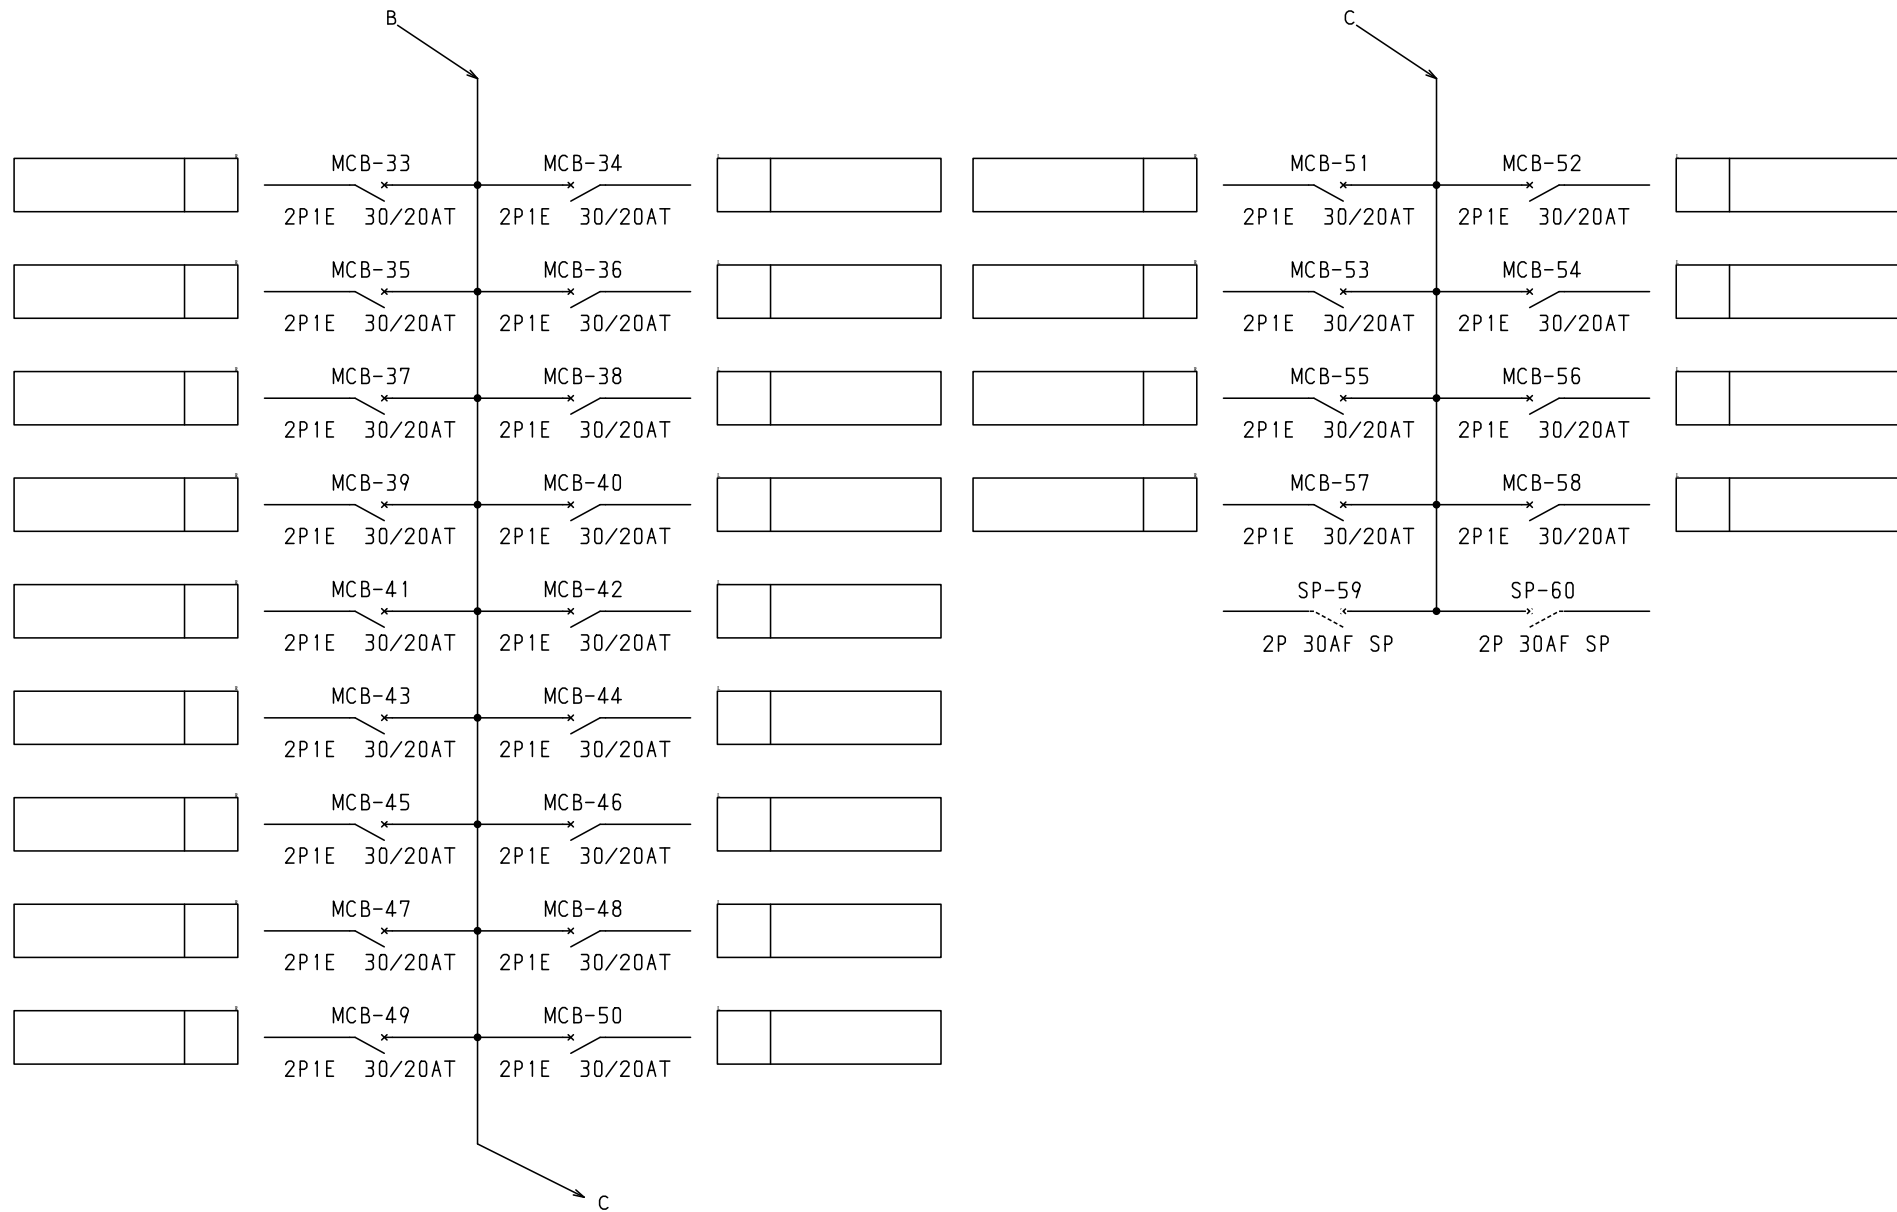 B
MCB-33 MCB-34
2P1E 30/20AT 2P1E 30/20AT
MCB-35 MCB-36
2P1E 30/20AT 2P1E 30/20AT
MCB-37 MCB-38
2P1E 30/20AT 2P1E 30/20AT
MCB-39 MCB-40
2P1E 30/20AT 2P1E 30/20AT
MCB-41 MCB-42
2P1E 30/20AT 2P1E 30/20AT
MCB-43 MCB-44
2P1E 30/20AT 2P1E 30/20AT
MCB-45 MCB-46
2P1E 30/20AT 2P1E 30/20AT
MCB-47 MCB-48
2P1E 30/20AT 2P1E 30/20AT
MCB-49 MCB-50
2P1E 30/20AT 2P1E 30/20AT
C
C
MCB-51 MCB-52
2P1E 30/20AT 2P1E 30/20AT
MCB-53 MCB-54
2P1E 30/20AT 2P1E 30/20AT
MCB-55 MCB-56
2P1E 30/20AT 2P1E 30/20AT
MCB-57 MCB-58
2P1E 30/20AT 2P1E 30/20AT
SP-59 SP-60
2P 30AF SP 2P 30AF SP